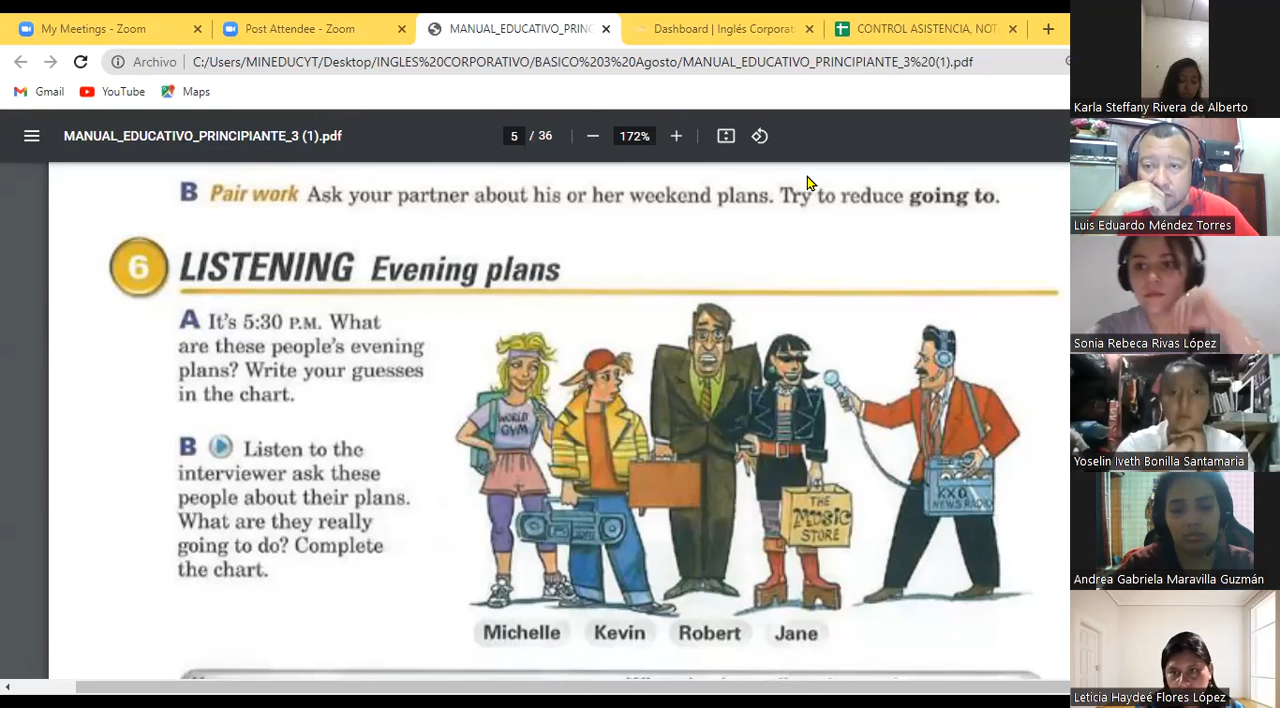 My Meetings - Zoom
Post Attendee - Zoom
MANUAL_EDUCATIVO_PRINC
Dashboard | Inglés Corporat
CONTROL ASISTENCIA, NOT
Archivo
C:/Users/MINEDUCYT/Desktop/INGLES%20CORPORATIVO/BASICO%203%20Agosto/MANUAL_EDUCATIVO_PRINCIPIANTE_3%20(1).pdf
Gmail
YouTube
Maps
MANUAL_EDUCATIVO_PRINCIPIANTE_3 (1).pdf
5 / 36
172%
B Pair work Ask your partner about his or her weekend plans. Try to reduce going to.
6 LISTENING Evening plans
A It's 5:30 P.M. What
are these people's evening
plans? Write your guesses
in the chart.
B Listen to the
interviewer ask these
people about their plans.
What are they really
going to do? Complete
the chart.
WORLD
GYM
THE
MUSIC
STORE
KXQ
NEWS RADIO
Michelle
Kevin
Robert
Jane
Karla Steffany Rivera de Alberto
Luis Eduardo Méndez Torres
Sonia Rebeca Rivas López
Yoselin Iveth Bonilla Santamaria
Andrea Gabriela Maravilla Guzmán
Leticia Haydeé Flores López